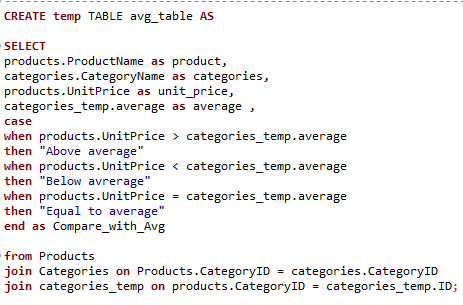 CREATE temp TABLE avg_table AS
SELECT
products.ProductName as product,
categories.CategoryName as categories,
products.UnitPrice as unit_price,
categories_temp.average as average ,
case
when products.UnitPrice > categories_temp.average
then "Above avrerage"
when products.UnitPrice < categories_temp.average
then "Below avrerage"
when products.UnitPrice = categories_temp.average
then "Equal to average"
end as Compare_with_Avg
from Products
join Categories on Products.CategoryID = categories.CategoryID
join categories_temp on products.CategoryID = categories_temp.ID;